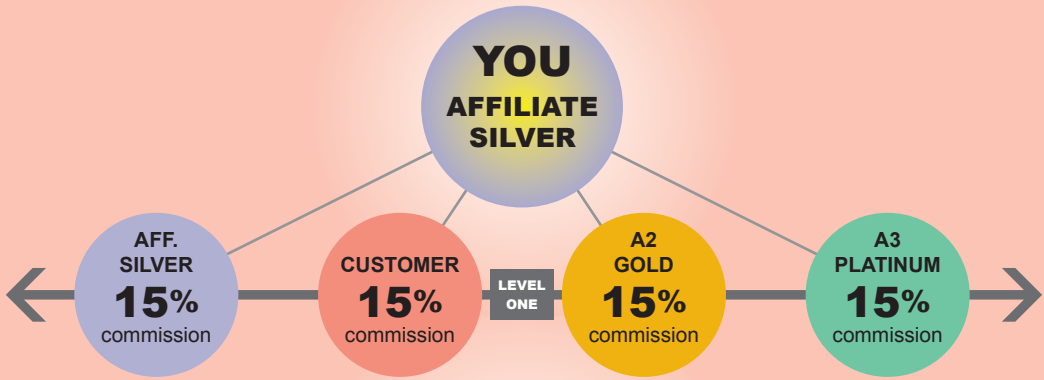 YOU
AFFILIATE
SILVER
AFF.
SILVER
15%
commission
CUSTOMER
15%
commission
LEVEL
ONE
A2
GOLD
15%
commission
A3
PLATINUM
15%
commission